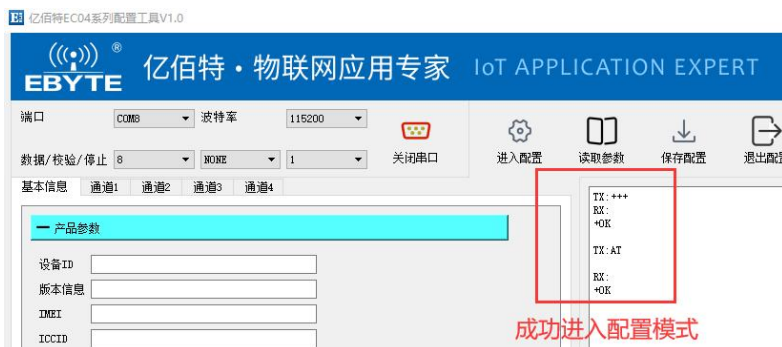 亿佰特EC04系列配置工具V1.0
((·)) ®
EBYTE 亿佰特·物联网应用专家 IoT APPLICATION EXPERT
端口 COM8 波特率 115200
数据/校验/停止 8 NONE 1 关闭串口 进入配置 读取参数 保存配置 退出配置
基本信息 通道1 通道2 通道3 通道4
一 产品参数
设备ID
版本信息
IMEI
ICCID
TX:+++
RX:
+OK
TX:AT
RX:
+OK
成功进入配置模式